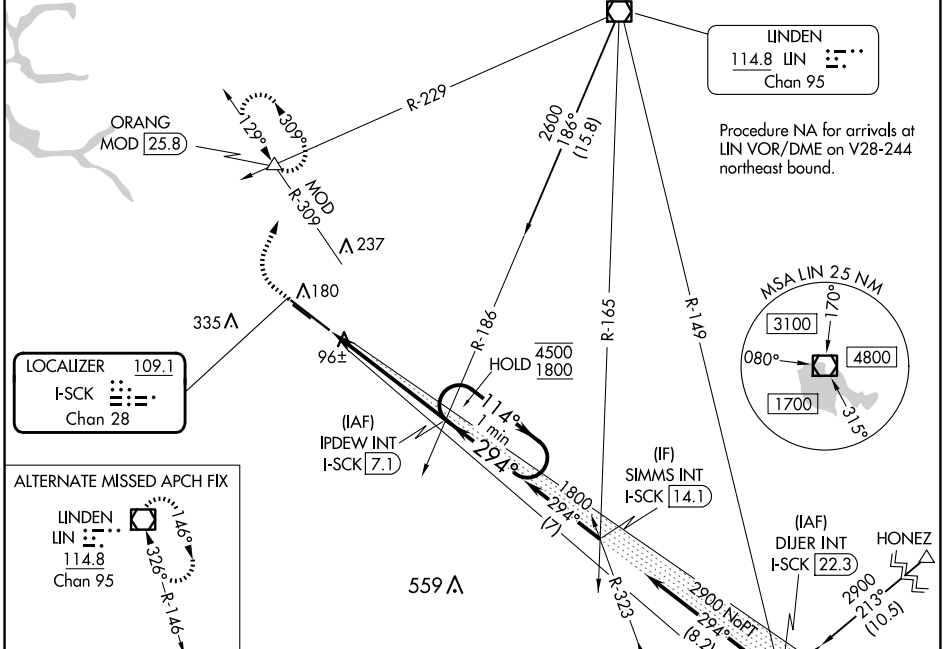 LINDEN
114.8 LIN
Chan 95
Procedure NA for arrivals at
LIN VOR/DME on V28-244
northeast bound.
R-229
2600
186°
(15.8)
ORANG
MOD 25.8
129°
309°
MOD
R-309
237
180
335
96±
LOCALIZER 109.1
I-SCK
Chan 28
R-186
R-165
R-149
HOLD 4500
1800
114°
1 min
294°
(IAF)
IPDEW INT
I-SCK 7.1
MSA LIN 25 NM
3100
170°
080°
4800
1700
315°
(IF)
SIMMS INT
I-SCK 14.1
1800
294°
(7)
ALTERNATE MISSED APCH FIX
LINDEN
LIN
114.8
Chan 95
146°
326°
R-146
559
R-323
(IAF)
DIJER INT
I-SCK 22.3
HONEZ
2900
213°
(10.5)
2900 NoPT
294°
(8.2)